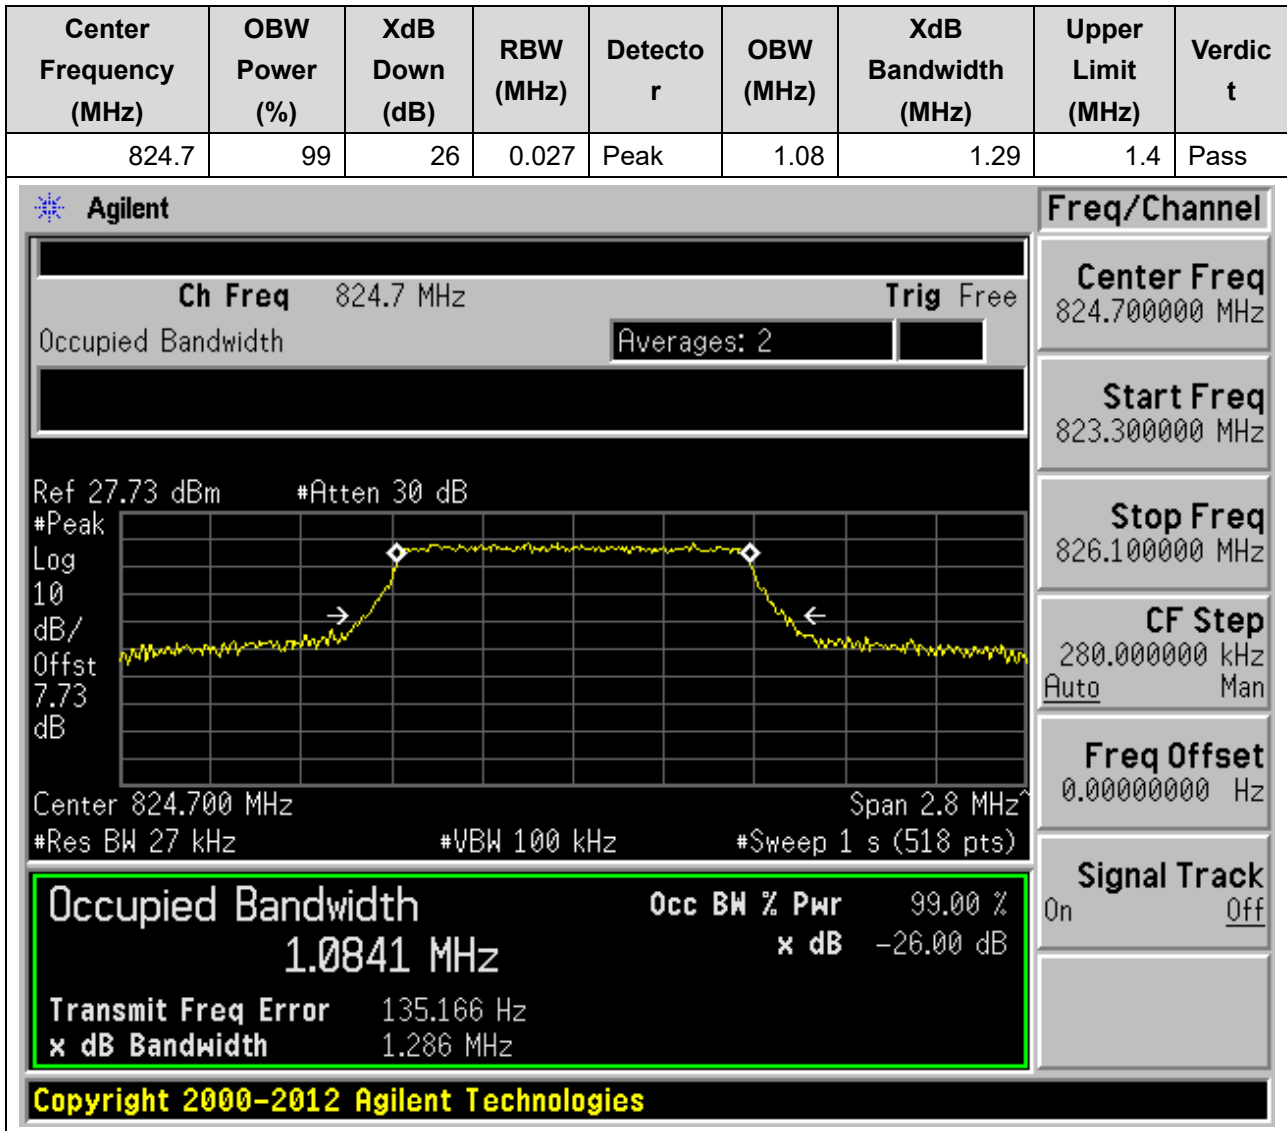 Center Frequency (MHz) OBW Power (%) XdB Down (dB) RBW (MHz) Detector OBW (MHz) XdB Bandwidth (MHz) Upper Limit (MHz) Verdict
824.7 99 26 0.027 Peak 1.08 1.29 1.4 Pass
Agilent
Freq/Channel
Ch Freq 824.7 MHz Trig Free
Occupied Bandwidth Averages: 2
Center Freq
824.700000 MHz
Start Freq
823.300000 MHz
Stop Freq
826.100000 MHz
CF Step
280.000000 kHz
Auto Man
Freq Offset
0.00000000 Hz
Signal Track
On Off
Ref 27.73 dBm #Atten 30 dB
#Peak
Log
10
dB/
Offst
7.73
dB
Center 824.700 MHz Span 2.8 MHz^
#Res BW 27 kHz #VBW 100 kHz #Sweep 1 s (518 pts)
Occupied Bandwidth Occ BW % Pwr 99.00 %
1.0841 MHz x dB -26.00 dB
Transmit Freq Error 135.166 Hz
x dB Bandwidth 1.286 MHz
Copyright 2000-2012 Agilent Technologies